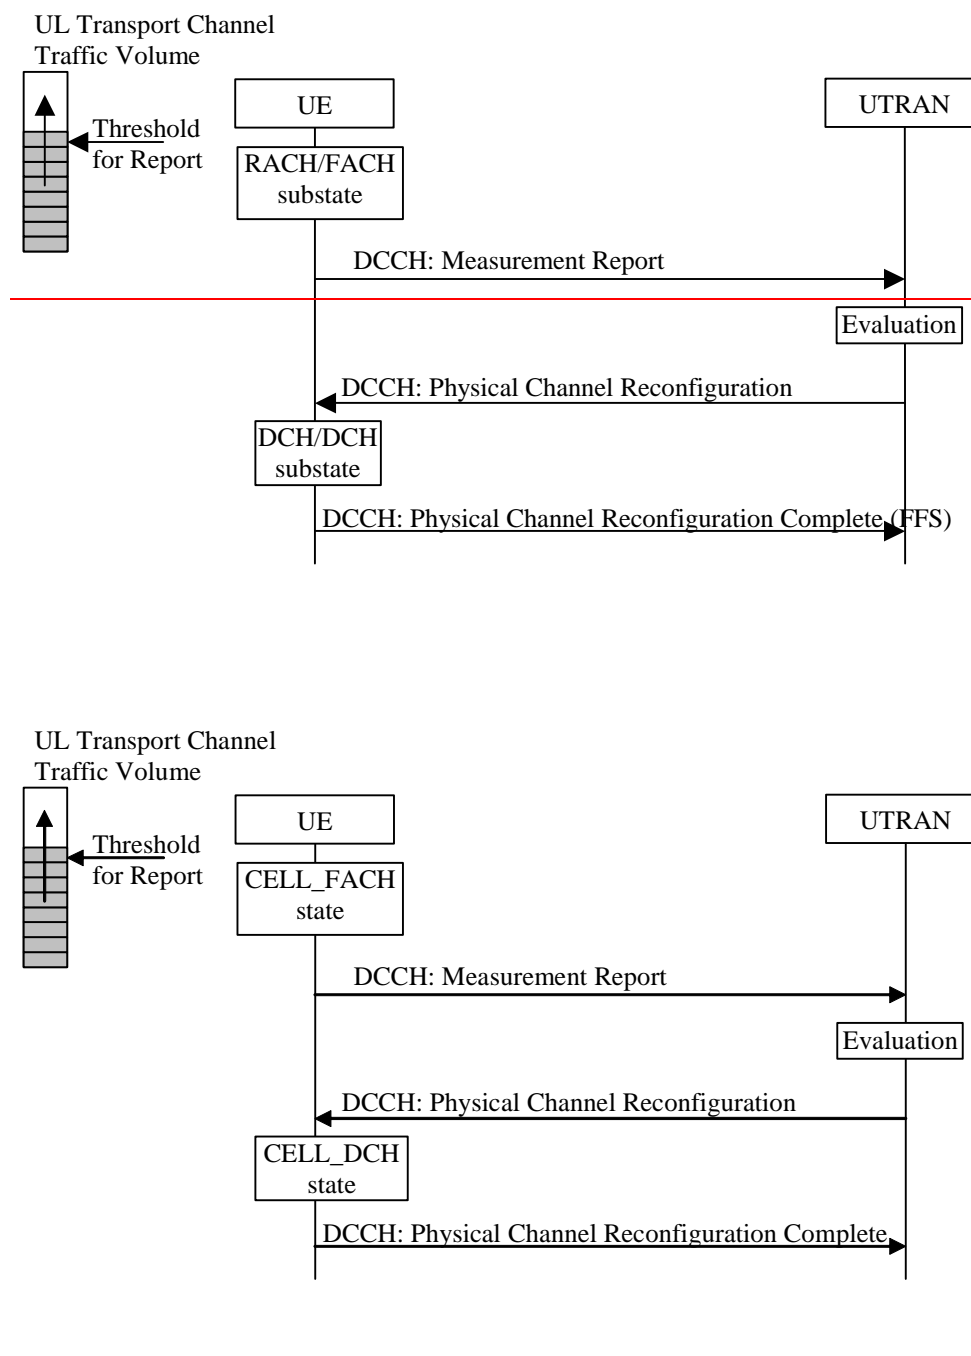 UL Transport Channel
Traffic Volume
UE
UTRAN
Threshold
for Report
RACH/FACH
substate
DCCH: Measurement Report
Evaluation
DCCH: Physical Channel Reconfiguration
DCH/DCH
substate
DCCH: Physical Channel Reconfiguration Complete (FFS)
UL Transport Channel
Traffic Volume
UE
UTRAN
Threshold
for Report
CELL_FACH
state
DCCH: Measurement Report
Evaluation
DCCH: Physical Channel Reconfiguration
CELL_DCH
state
DCCH: Physical Channel Reconfiguration Complete